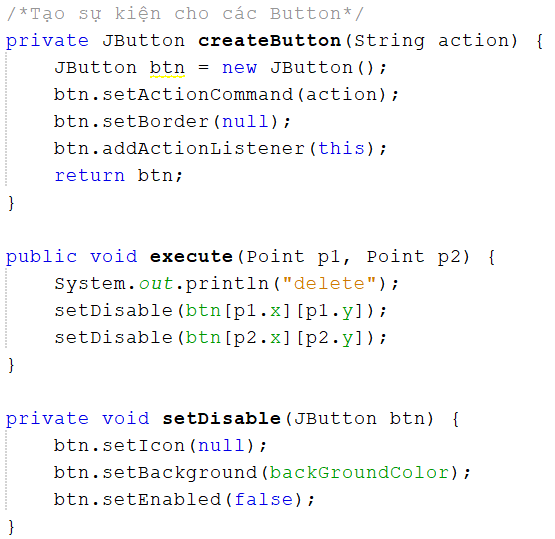 /*Tạo sự kiện cho các Button*/
private JButton createButton(String action) {
    JButton btn = new JButton();
    btn.setActionCommand(action);
    btn.setBorder(null);
    btn.addActionListener(this);
    return btn;
}

public void execute(Point p1, Point p2) {
    System.out.println("delete");
    setDisable(btn[p1.x][p1.y]);
    setDisable(btn[p2.x][p2.y]);
}

private void setDisable(JButton btn) {
    btn.setIcon(null);
    btn.setBackground(backGroundColor);
    btn.setEnabled(false);
}